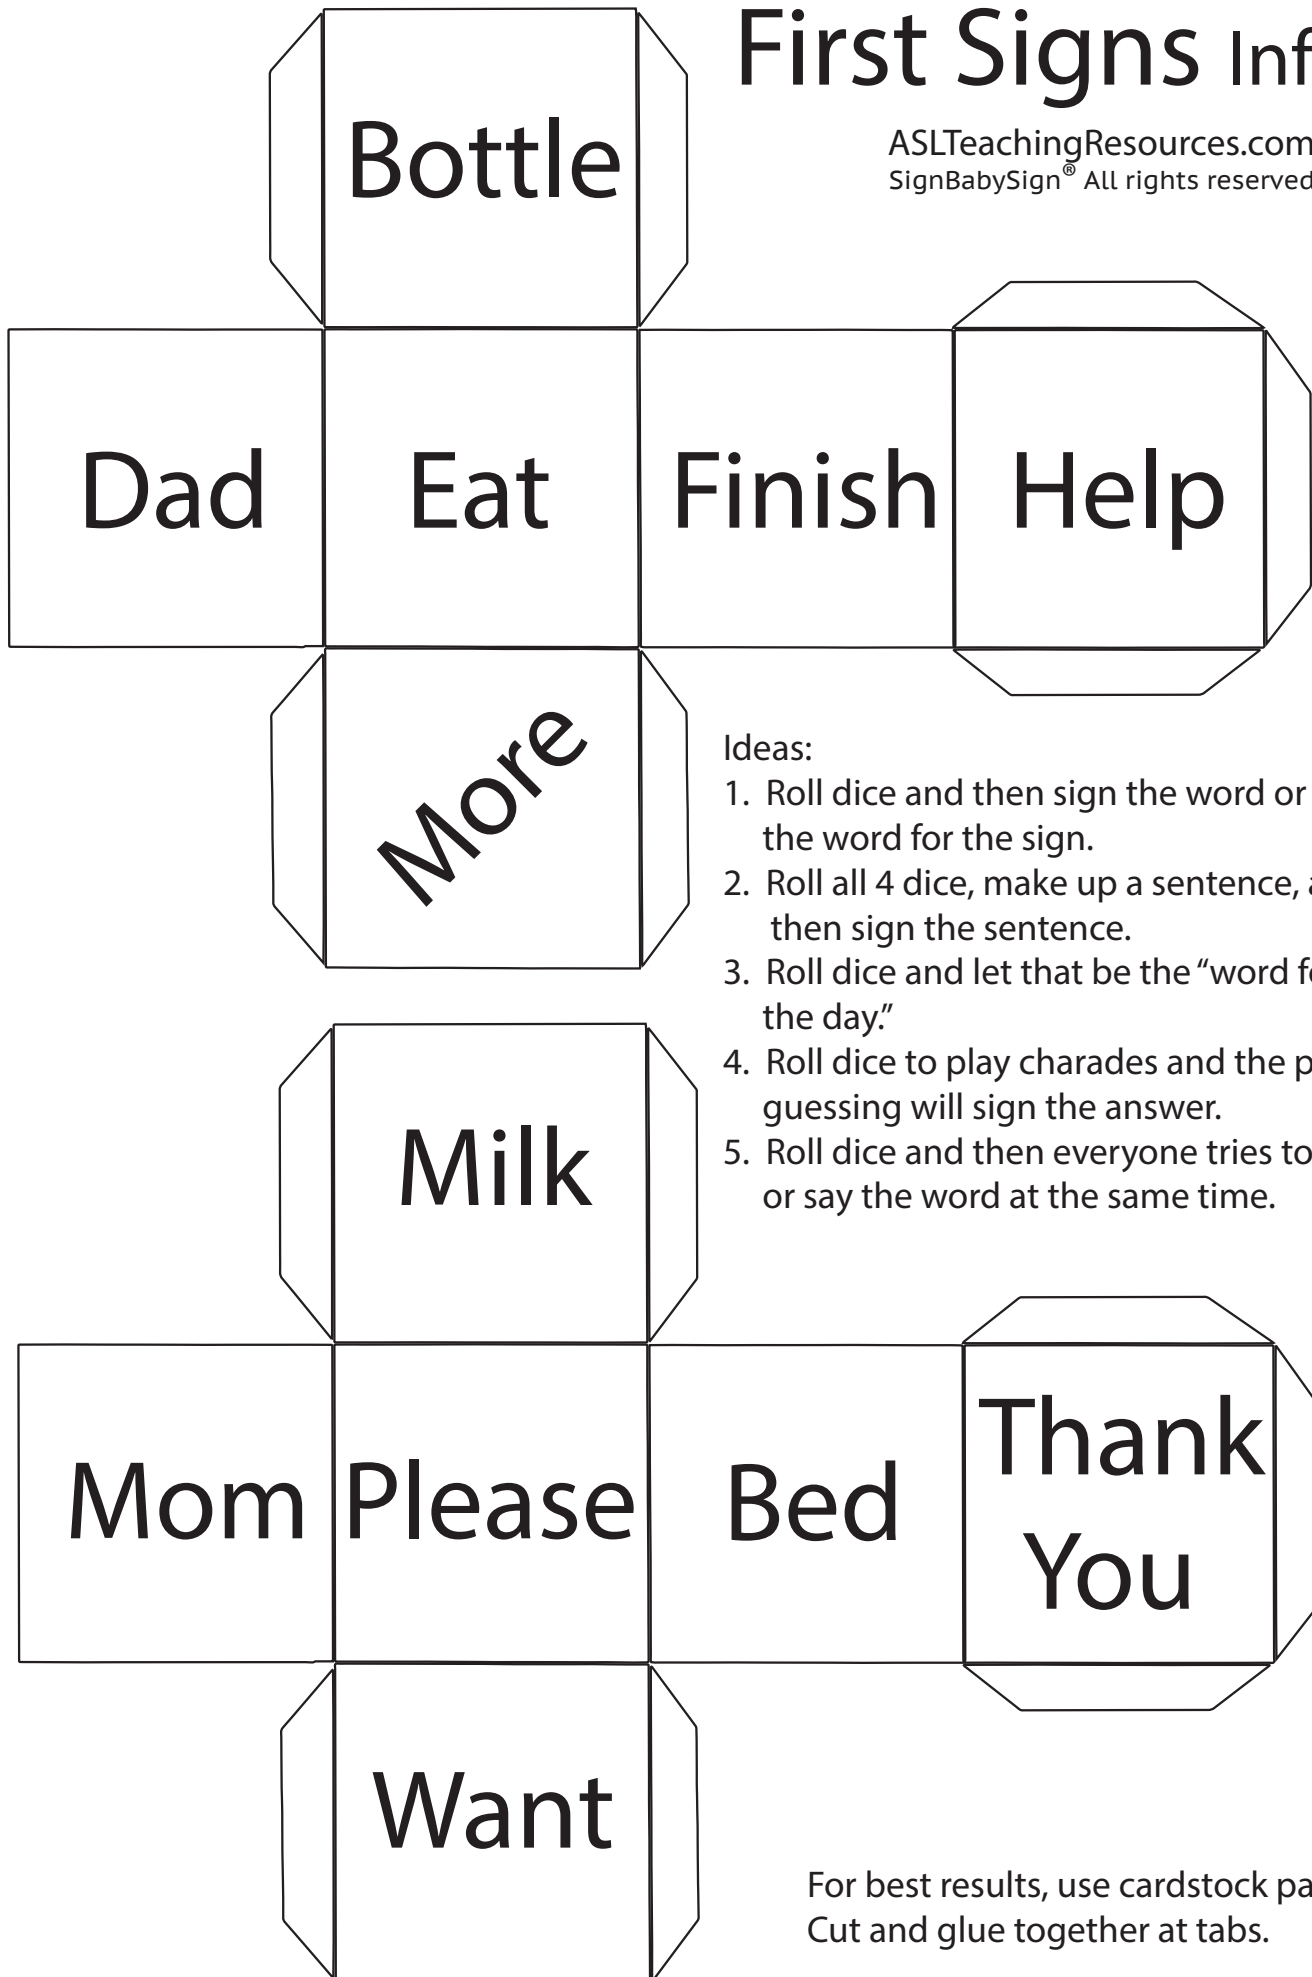 First Signs Inf
ASLTeachingResources.com
SignBabySign® All rights reserved
Bottle
Dad Eat Finish Help
More
Ideas:
1. Roll dice and then sign the word or
the word for the sign.
2. Roll all 4 dice, make up a sentence, a
then sign the sentence.
3. Roll dice and let that be the “word fo
the day.”
4. Roll dice to play charades and the p
guessing will sign the answer.
5. Roll dice and then everyone tries to
or say the word at the same time.
Milk
Mom Please Bed Thank
You
Want
For best results, use cardstock pa
Cut and glue together at tabs.